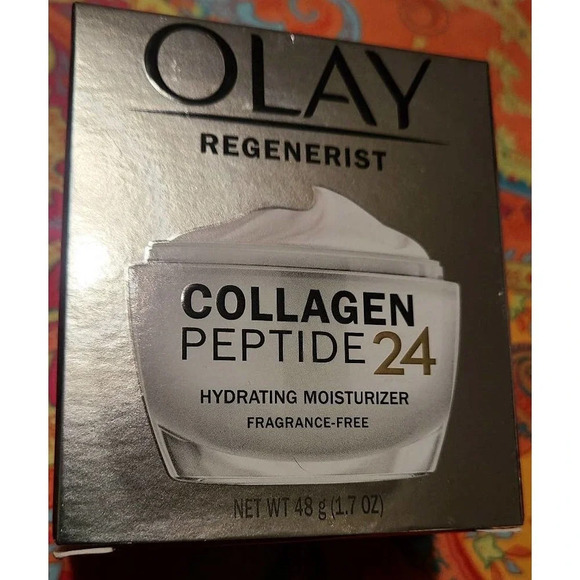 OLAY
REGENERIST
COLLAGEN
PEPTIDE 24
HYDRATING MOISTURIZER
FRAGRANCE-FREE
NET WT 48 g (1.7 OZ)